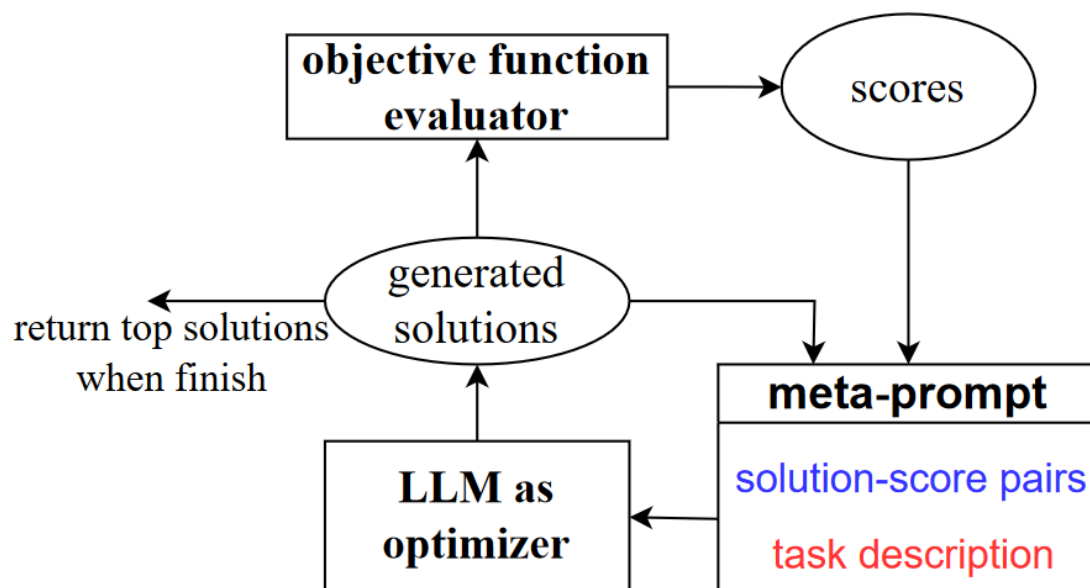 objective function
evaluator
scores
generated
solutions
return top solutions
when finish
meta-prompt
solution-score pairs
task description
LLM as
optimizer